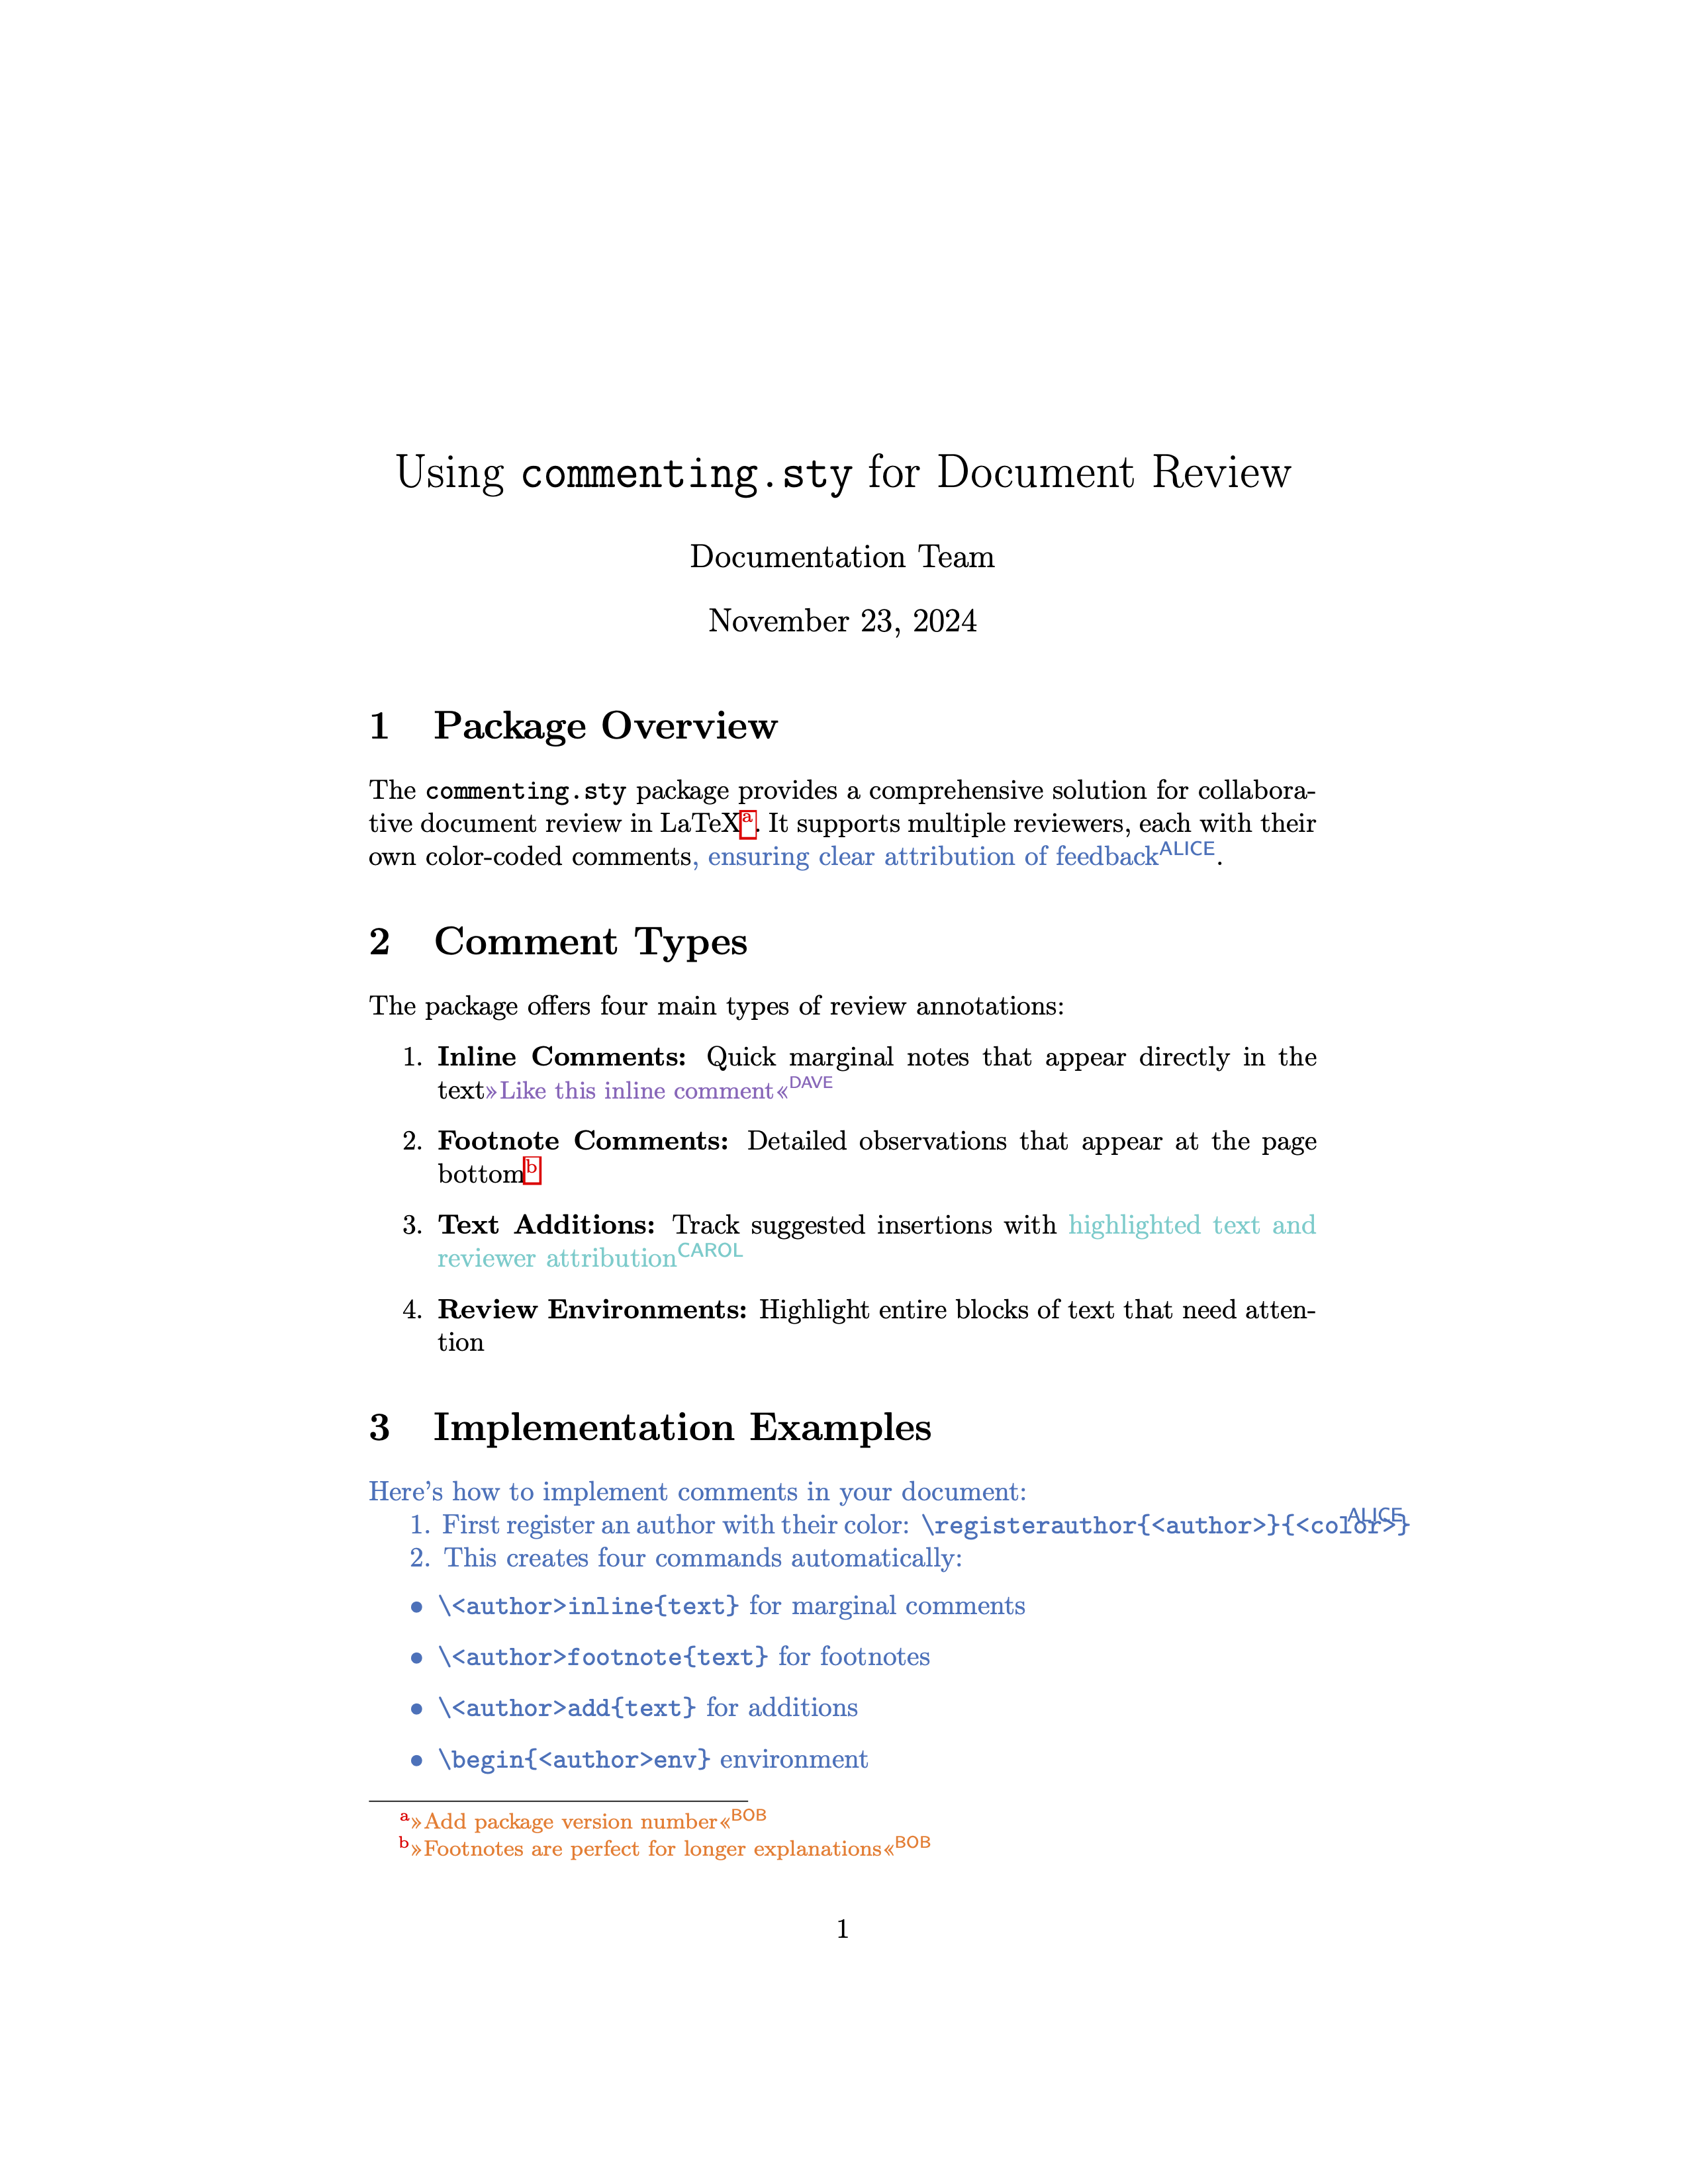 Using commenting.sty for Document Review
Documentation Team
November 23, 2024
1 Package Overview
The commenting.sty package provides a comprehensive solution for collabora-
tive document review in LaTeX^a. It supports multiple reviewers, each with their
own color-coded comments, ensuring clear attribution of feedback^ALICE.
2 Comment Types
The package offers four main types of review annotations:
1. Inline Comments: Quick marginal notes that appear directly in the
text»Like this inline comment«^DAVE
2. Footnote Comments: Detailed observations that appear at the page
bottom^b
3. Text Additions: Track suggested insertions with highlighted text and
reviewer attribution^CAROL
4. Review Environments: Highlight entire blocks of text that need atten-
tion
3 Implementation Examples
Here's how to implement comments in your document:
1. First register an author with their color: \registerauthor{<author>}{<color>} ALICE
2. This creates four commands automatically:
• \<author>inline{text} for marginal comments
• \<author>footnote{text} for footnotes
• \<author>add{text} for additions
• \begin{<author>env} environment
a»Add package version number«^BOB
b»Footnotes are perfect for longer explanations«^BOB
1